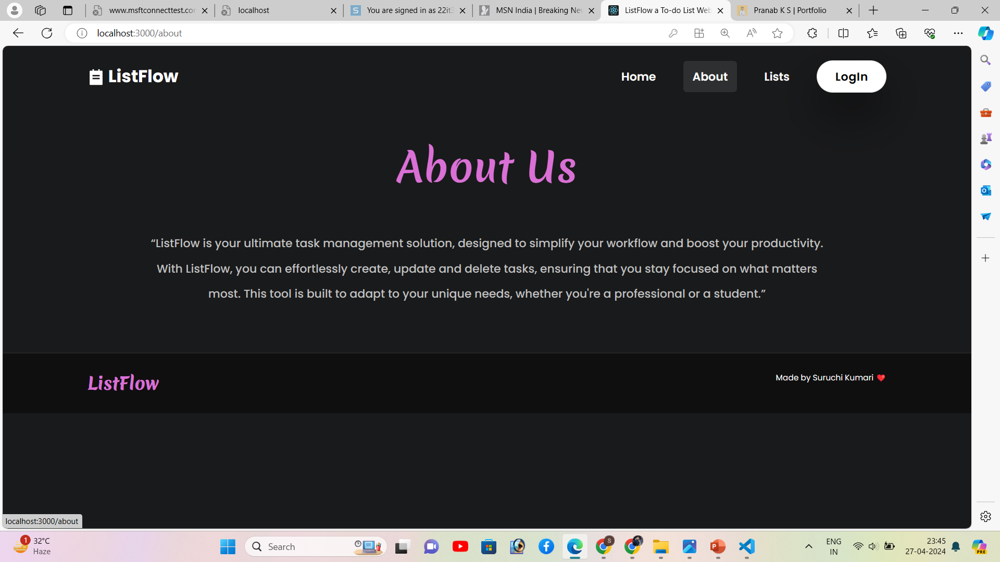 www.msftconnecttest.cor
localhost
You are signed in as 22it3
MSN India | Breaking Nev
ListFlow a To-do List Web
Pranab K S | Portfolio
localhost:3000/about
ListFlow
Home
About
Lists
LogIn
About Us
“ListFlow is your ultimate task management solution, designed to simplify your workflow and boost your productivity.
With ListFlow, you can effortlessly create, update and delete tasks, ensuring that you stay focused on what matters
most. This tool is built to adapt to your unique needs, whether you're a professional or a student.”
ListFlow
Made by Suruchi Kumari ❤️
localhost:3000/about
1
32°C
Haze
Search
S
ENG
IN
23:45
27-04-2024
PRE